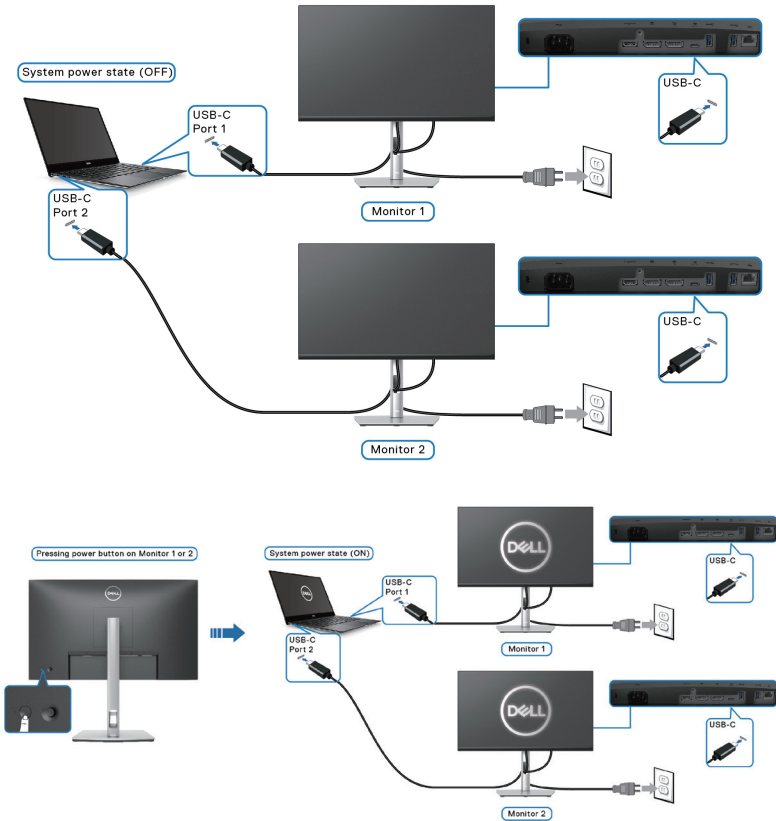 System power state (OFF)
USB-C
Port 1
USB-C
Port 2
USB-C
Monitor 1
USB-C
Monitor 2
Pressing power button on Monitor 1 or 2
DELL
System power state (ON)
DELL
USB-C
Port 1
USB-C
Port 2
DELL
USB-C
Monitor 1
DELL
USB-C
Monitor 2